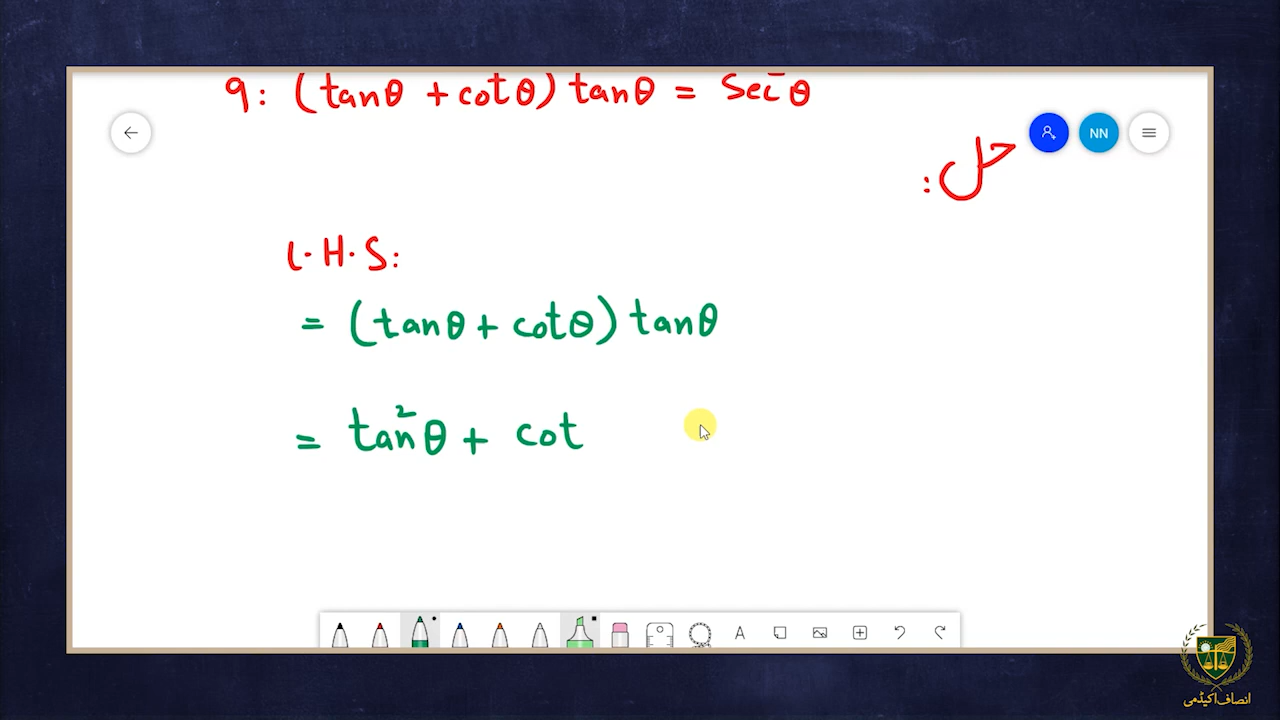 9: (tanθ + cotθ) tanθ = Sec²θ
NN
حل:
L.H.S:
= (tanθ + cotθ) tanθ
= tan²θ + cot
A
انصاف اکیڈمی